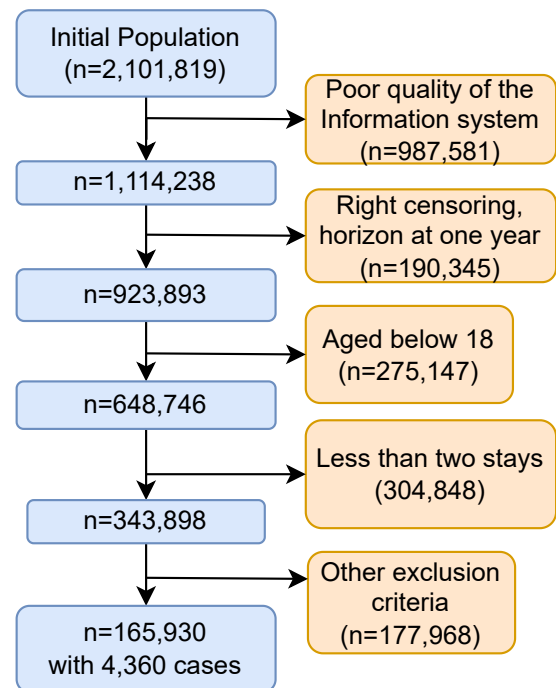 Initial Population
(n=2,101,819)
Poor quality of the
Information system
(n=987,581)
n=1,114,238
Right censoring,
horizon at one year
(n=190,345)
n=923,893
Aged below 18
(n=275,147)
n=648,746
Less than two stays
(304,848)
n=343,898
Other exclusion
criteria
(n=177,968)
n=165,930
with 4,360 cases